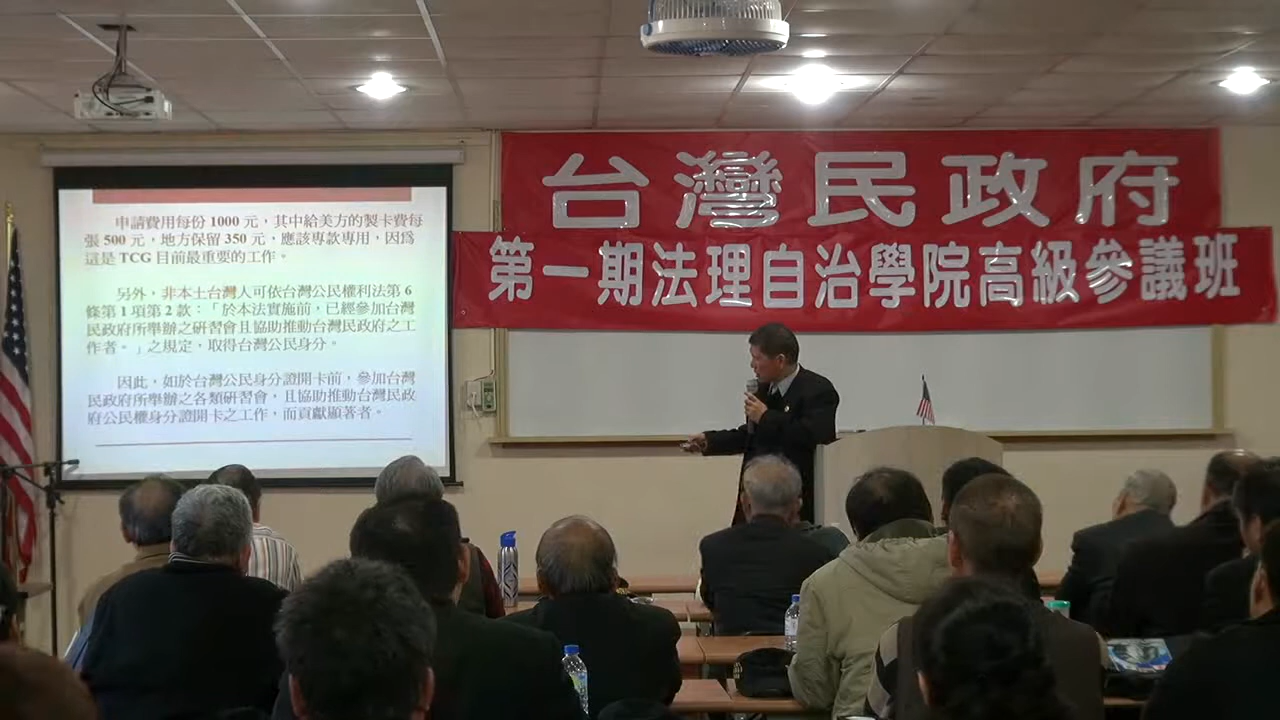 台灣民政府
第一期法理自治學院高級參議班
申請費用每份 1000 元，其中給美方的製卡費每
張 500 元，地方保留 350 元，應該專款專用，因為
這是 TCG 目前最重要的工作。
另外，非本土台灣人可依台灣公民權利法第 6
條第 1 項第 2 款：「於本法實施前，已經參加台灣
民政府所舉辦之研習會且協助推動台灣民政府之工
作者。」之規定，取得台灣公民身分。
因此，如於台灣公民身分證開卡前，參加台灣
民政府所舉辦之各類研習會，且協助推動台灣民政
府公民權身分證開卡之工作，而貢獻顯著者。